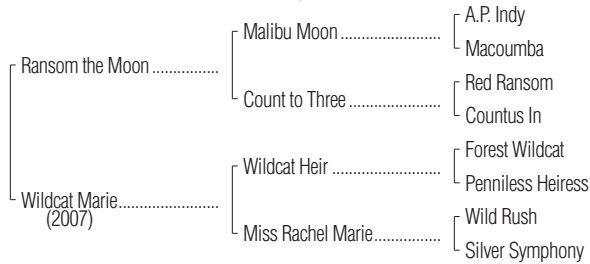 A.P. Indy
Malibu Moon ......................
Macoumba
Ransom the Moon ................
Red Ransom
Count to Three ......................
Countus In
Forest Wildcat
Wildcat Heir ..........................
Penniless Heiress
Wildcat Marie........................
(2007)
Wild Rush
Miss Rachel Marie................
Silver Symphony